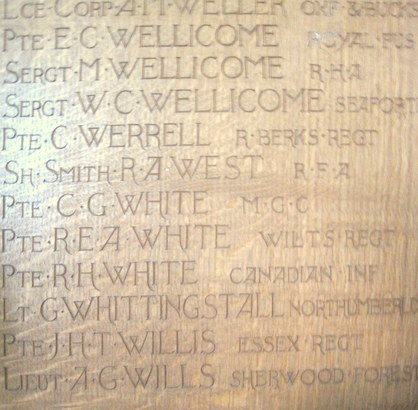 LCE·CORP·A·H·WELLER OXF·&·BUCKS
PTE·E·C·WELLICOME ROYAL·FUS
SERGT·M·WELLICOME R·H·A
SERGT·W·C·WELLICOME SEAFORT
PTE·C·WERRELL R·BERKS·REGT
SH·SMITH·R·A·WEST R·F·A
PTE·C·G·WHITE M·G·C
PTE·R·E·A·WHITE WILTS REGT
PTE·R·H·WHITE CANADIAN·INF
LT·G·WHITTINGSTALL NORTHUMBERLD
PTE·J·H·T·WILLIS ESSEX·REGT
LIEUT·A·G·WILLS SHERWOOD·FOREST